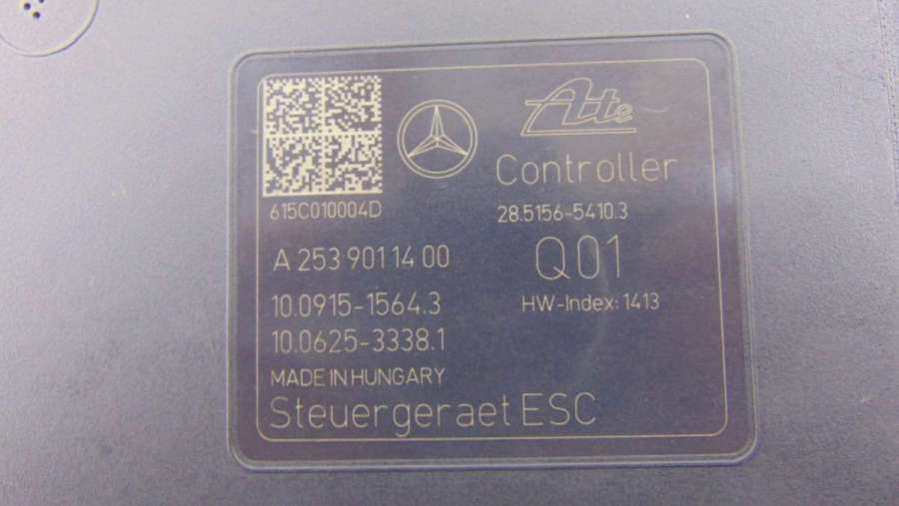 Ate
Controller
615C010004D
28.5156-5410.3
A 253 901 14 00
Q01
10.0915-1564.3
HW-Index: 1413
10.0625-3338.1
MADE IN HUNGARY
Steuergeraet ESC